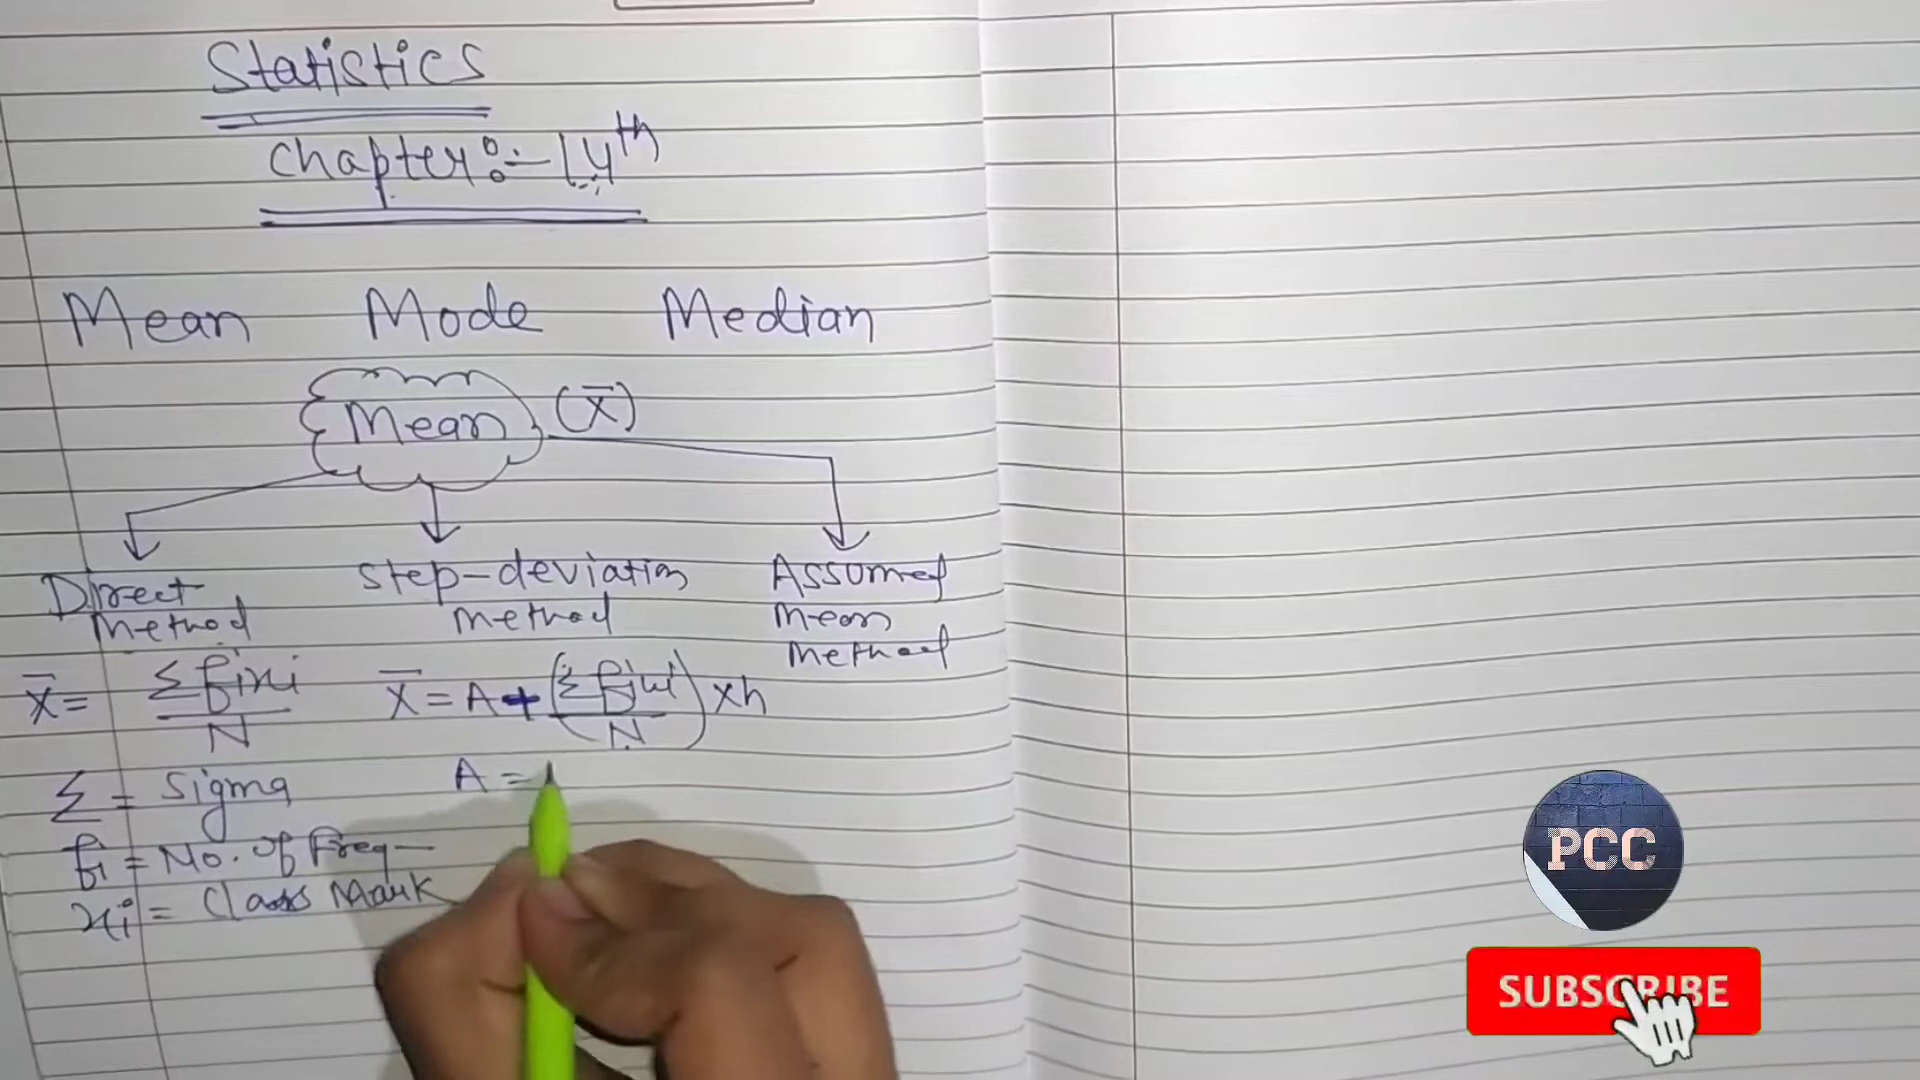 Statistics
Chapter:- 14th
Mean Mode Median
Mean (x̄)
Direct Method
Step-deviation Method
Assumed Mean Method
x̄ = Σfixi/N
x̄ = A + (Σfiui/N) × h
Σ = Sigma
A =
fi = No. of Freq-
xi = Class Mark
PCC
SUBSCRIBE